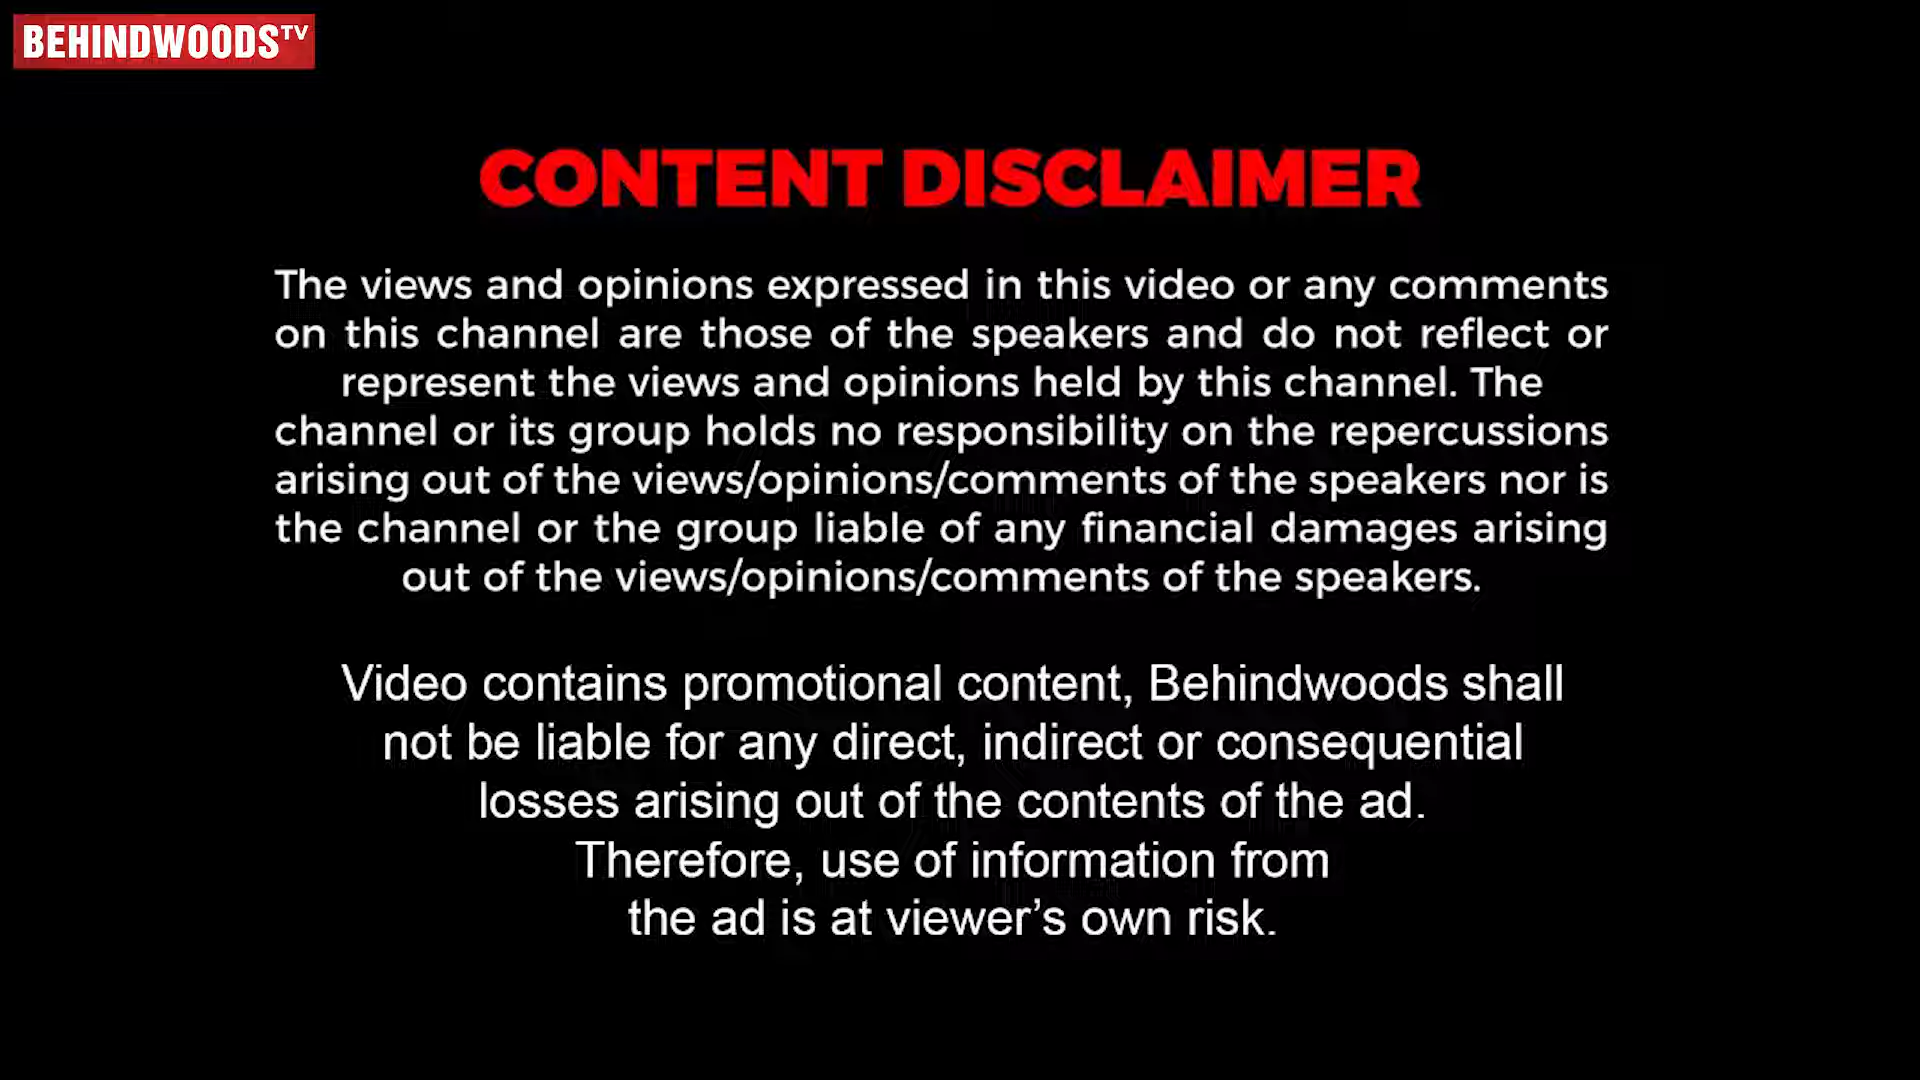 BEHINDWOODS TV
CONTENT DISCLAIMER
The views and opinions expressed in this video or any comments
on this channel are those of the speakers and do not reflect or
represent the views and opinions held by this channel. The
channel or its group holds no responsibility on the repercussions
arising out of the views/opinions/comments of the speakers nor is
the channel or the group liable of any financial damages arising
out of the views/opinions/comments of the speakers.
Video contains promotional content, Behindwoods shall
not be liable for any direct, indirect or consequential
losses arising out of the contents of the ad.
Therefore, use of information from
the ad is at viewer’s own risk.